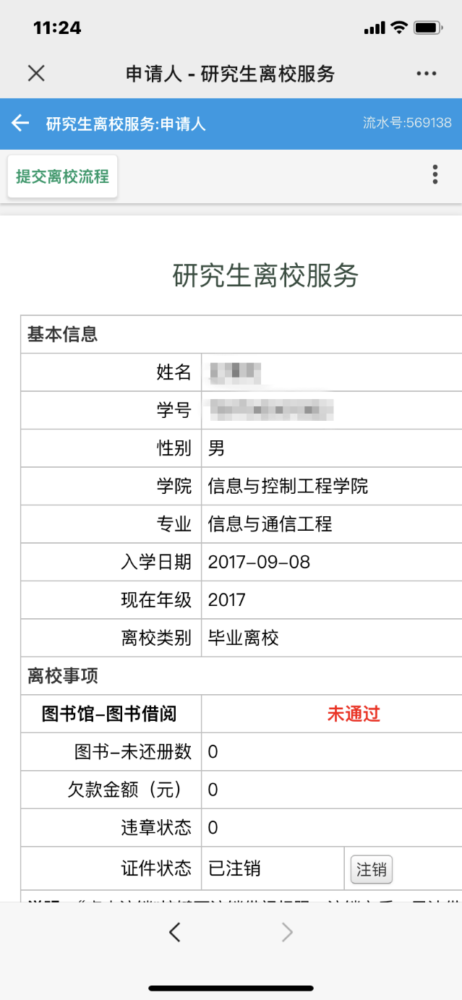 11:24
申请人 - 研究生离校服务
研究生离校服务:申请人 流水号:569138
提交离校流程
研究生离校服务
基本信息
姓名
学号
性别 男
学院 信息与控制工程学院
专业 信息与通信工程
入学日期 2017-09-08
现在年级 2017
离校类别 毕业离校
离校事项
图书馆-图书借阅 未通过
图书-未还册数 0
欠款金额（元） 0
违章状态 0
证件状态 已注销 注销